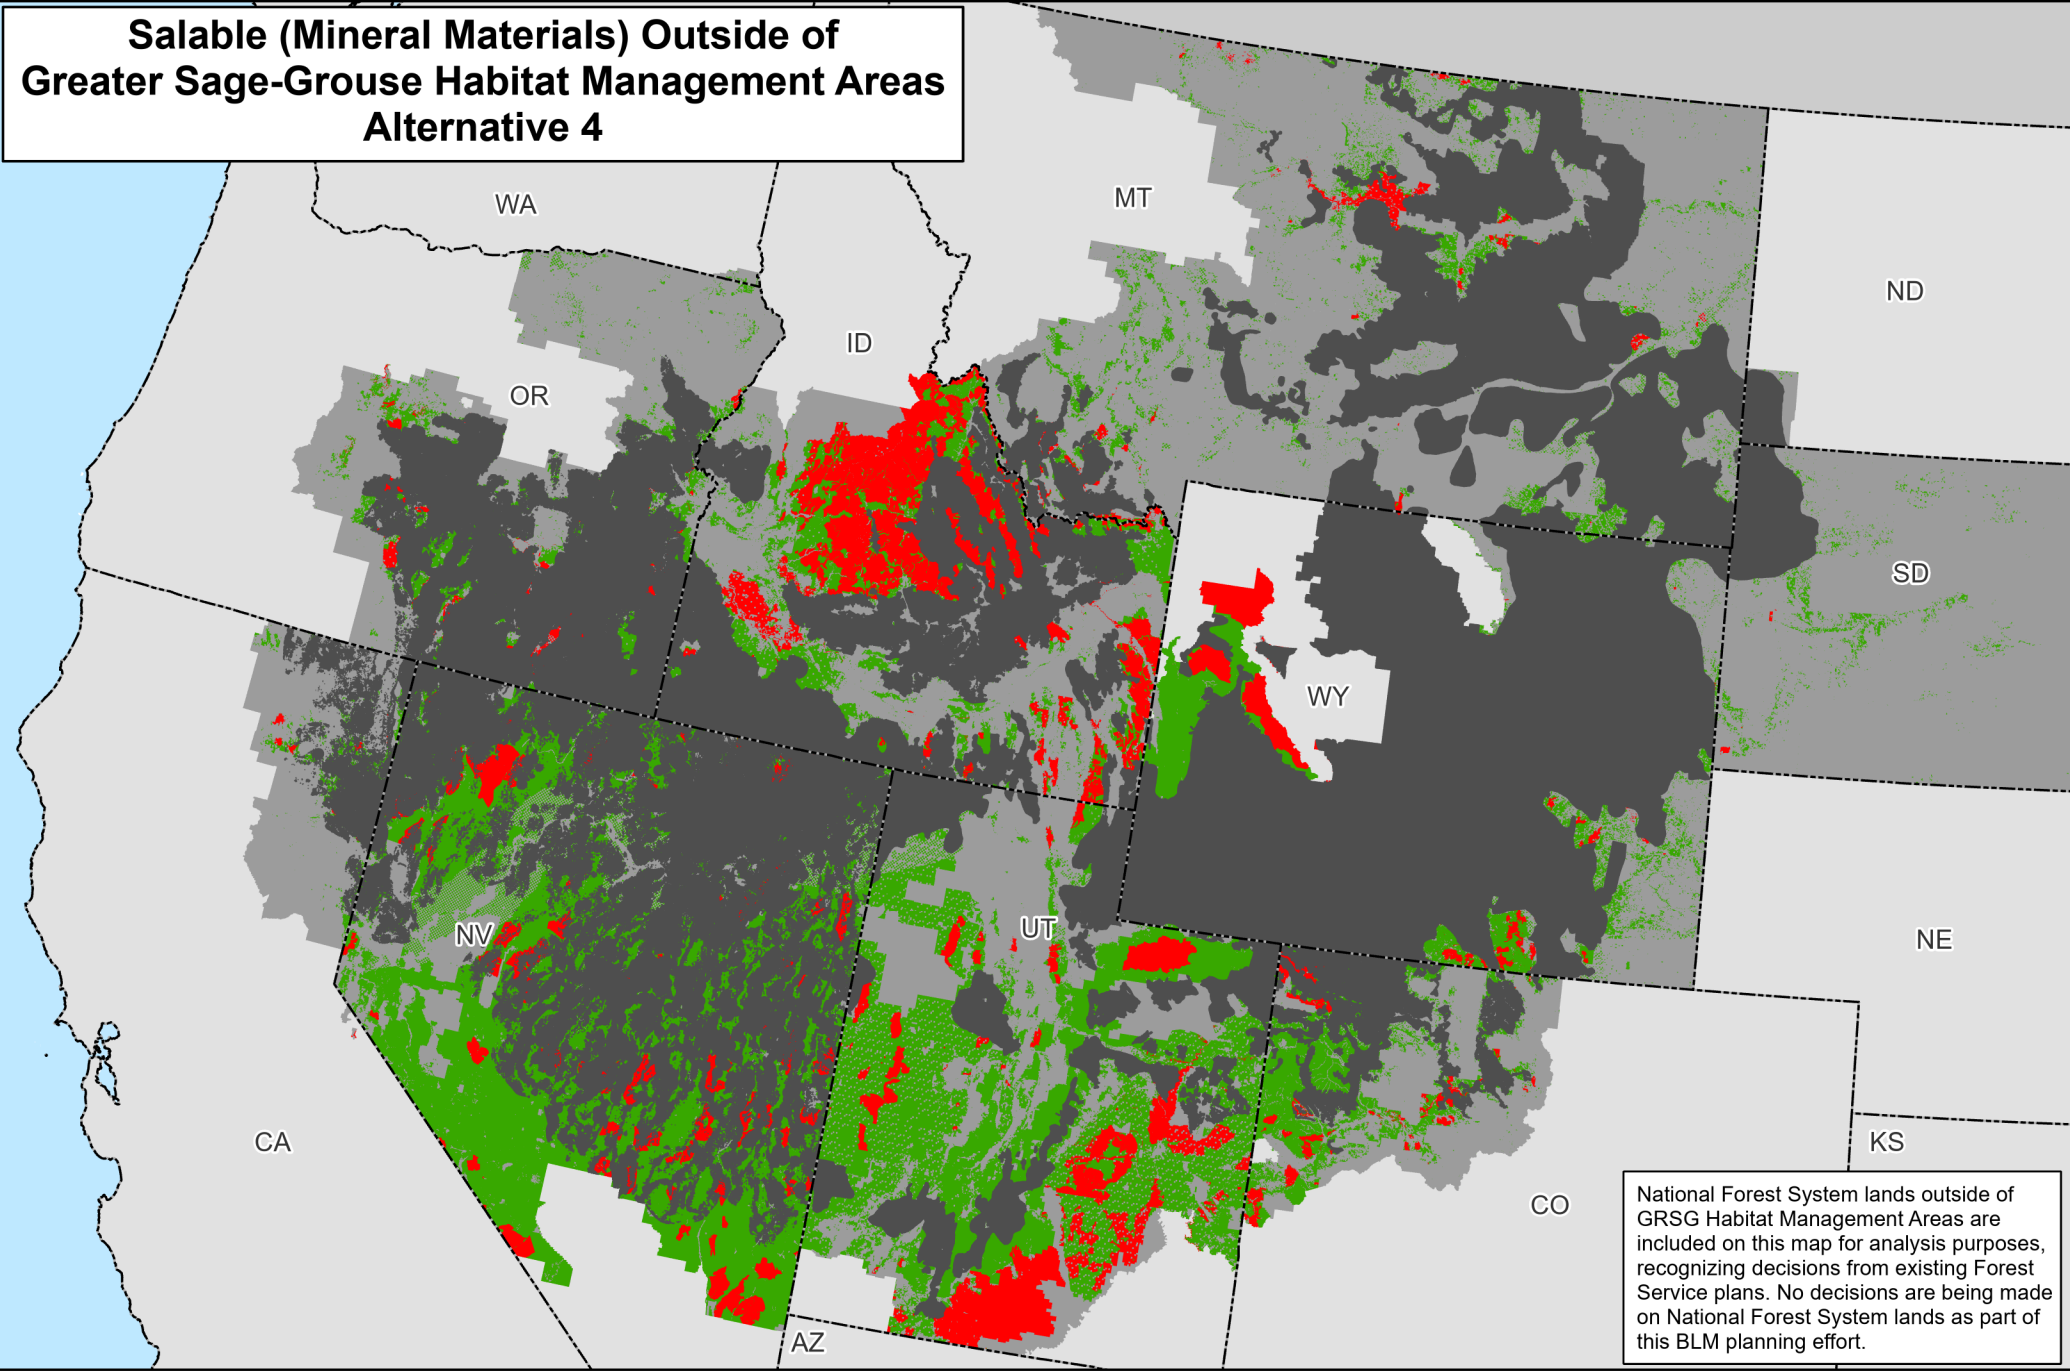 Salable (Mineral Materials) Outside of
Greater Sage-Grouse Habitat Management Areas
Alternative 4
WA
MT
ND
ID
OR
SD
WY
UT
NV
NE
CA
KS
CO
AZ
National Forest System lands outside of
GRSG Habitat Management Areas are
included on this map for analysis purposes,
recognizing decisions from existing Forest
Service plans. No decisions are being made
on National Forest System lands as part of
this BLM planning effort.